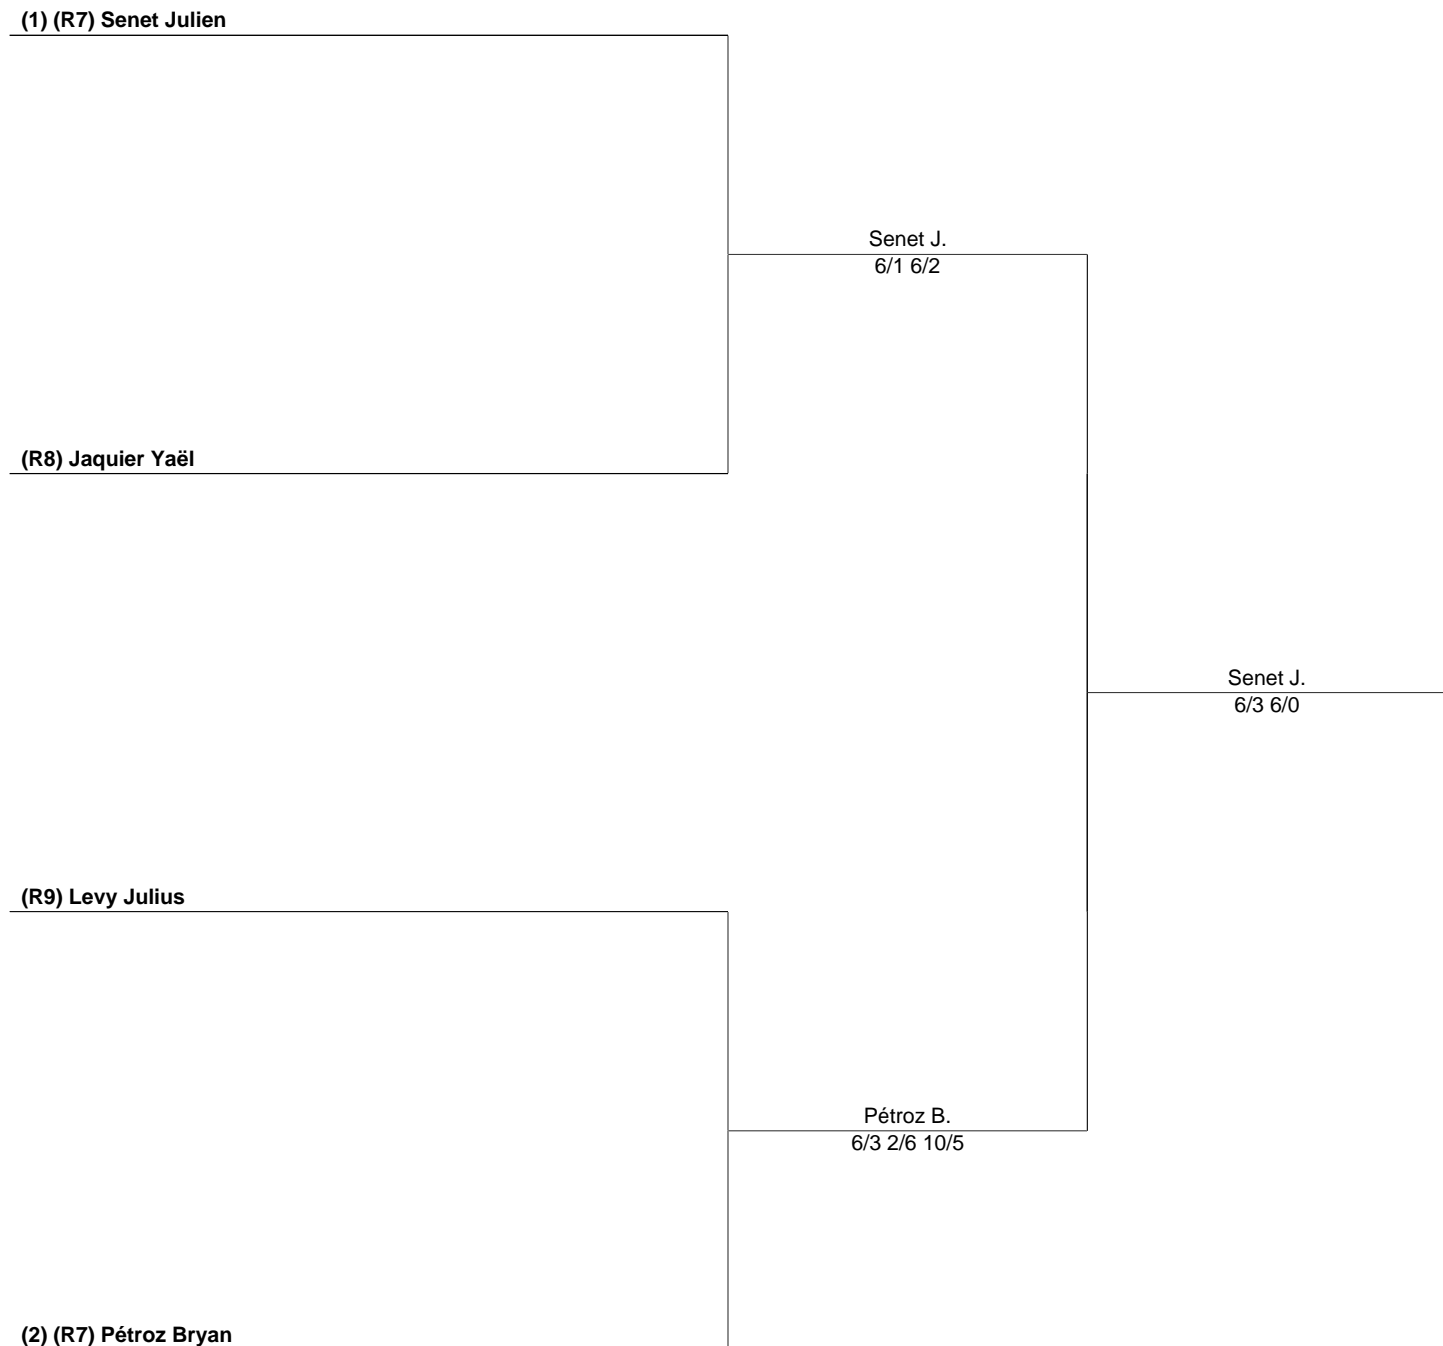 (1) (R7) Senet Julien
Senet J.
6/1 6/2
(R8) Jaquier Yaël
Senet J.
6/3 6/0
(R9) Levy Julius
Pétroz B.
6/3 2/6 10/5
(2) (R7) Pétroz Bryan